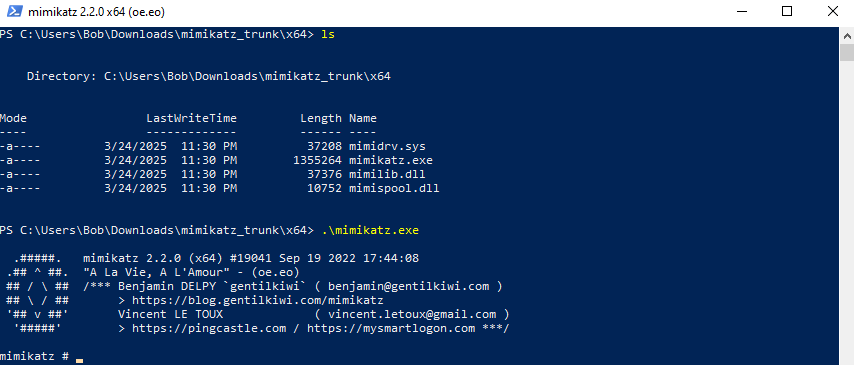 mimikatz 2.2.0 x64 (oe.eo)
PS C:\Users\Bob\Downloads\mimikatz_trunk\x64> ls
Directory: C:\Users\Bob\Downloads\mimikatz_trunk\x64
Mode                LastWriteTime         Length Name
----                -------------         ------ ----
-a----        3/24/2025  11:30 PM          37208 mimidrv.sys
-a----        3/24/2025  11:30 PM        1355264 mimikatz.exe
-a----        3/24/2025  11:30 PM          37376 mimilib.dll
-a----        3/24/2025  11:30 PM          10752 mimispool.dll
PS C:\Users\Bob\Downloads\mimikatz_trunk\x64> .\mimikatz.exe
  .#####.   mimikatz 2.2.0 (x64) #19041 Sep 19 2022 17:44:08
 .## ^ ##.  "A La Vie, A L'Amour" - (oe.eo)
 ## / \ ##  /*** Benjamin DELPY `gentilkiwi` ( benjamin@gentilkiwi.com )
 ## \ / ##       > https://blog.gentilkiwi.com/mimikatz
 '## v ##'       Vincent LE TOUX             ( vincent.letoux@gmail.com )
  '#####'        > https://pingcastle.com / https://mysmartlogon.com ***/
mimikatz # _